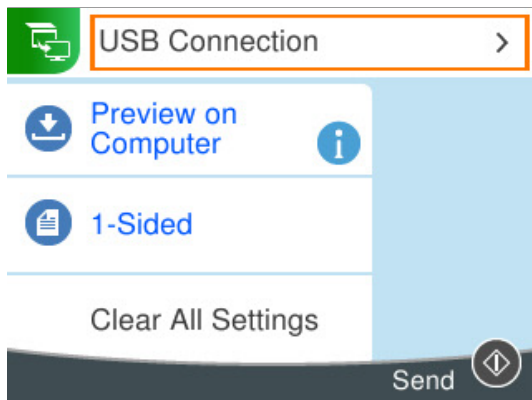 USB Connection
Preview on
Computer
i
1-Sided
Clear All Settings
Send